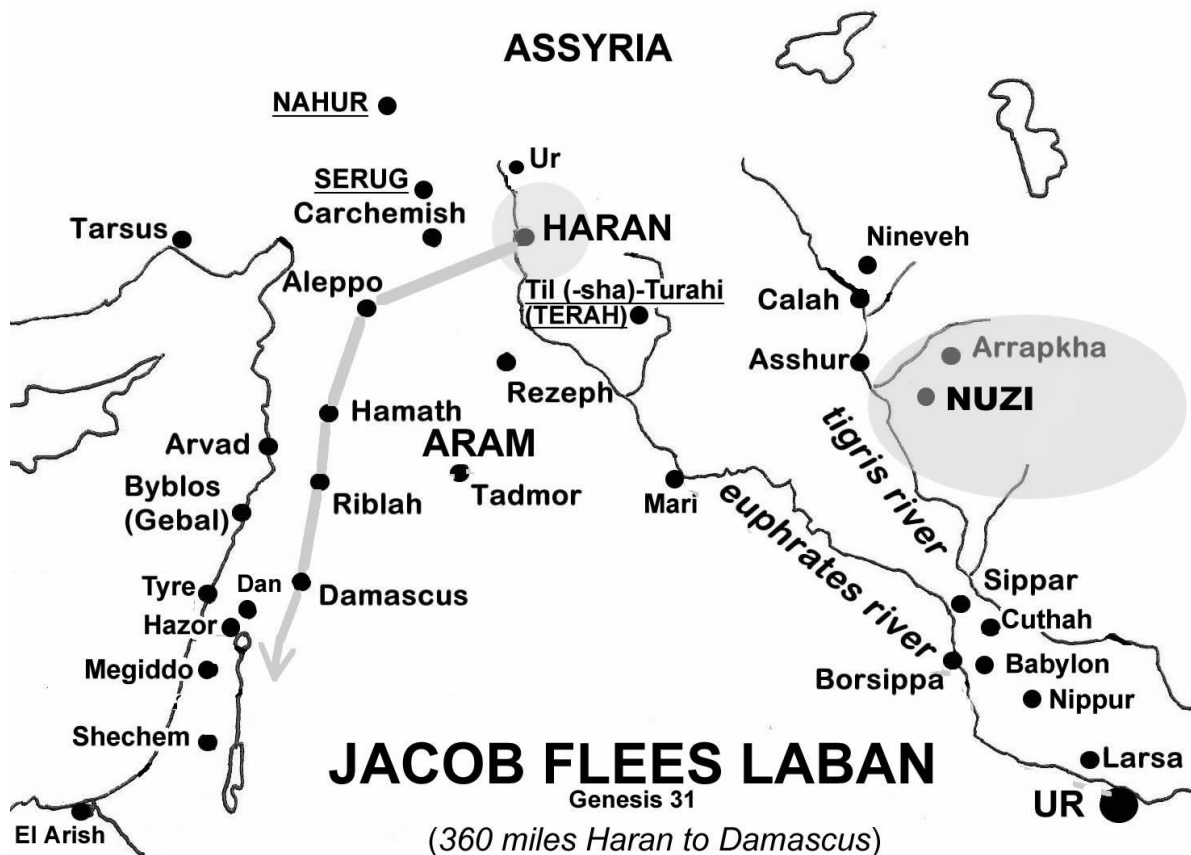 ASSYRIA
NAHUR
Ur
SERUG
Carchemish
Tarsus
HARAN
Nineveh
Aleppo
Til (-sha)-Turahi
(TERAH)
Calah
Asshur
Arrapkha
Rezeph
NUZI
Hamath
Arvad
ARAM
Byblos
(Gebal)
Riblah
Tadmor
Mari
tigris river
euphrates river
Tyre
Dan
Damascus
Sippar
Hazor
Cuthah
Megiddo
Borsippa
Babylon
Nippur
Shechem
JACOB FLEES LABAN
Genesis 31
Larsa
UR
El Arish
(360 miles Haran to Damascus)